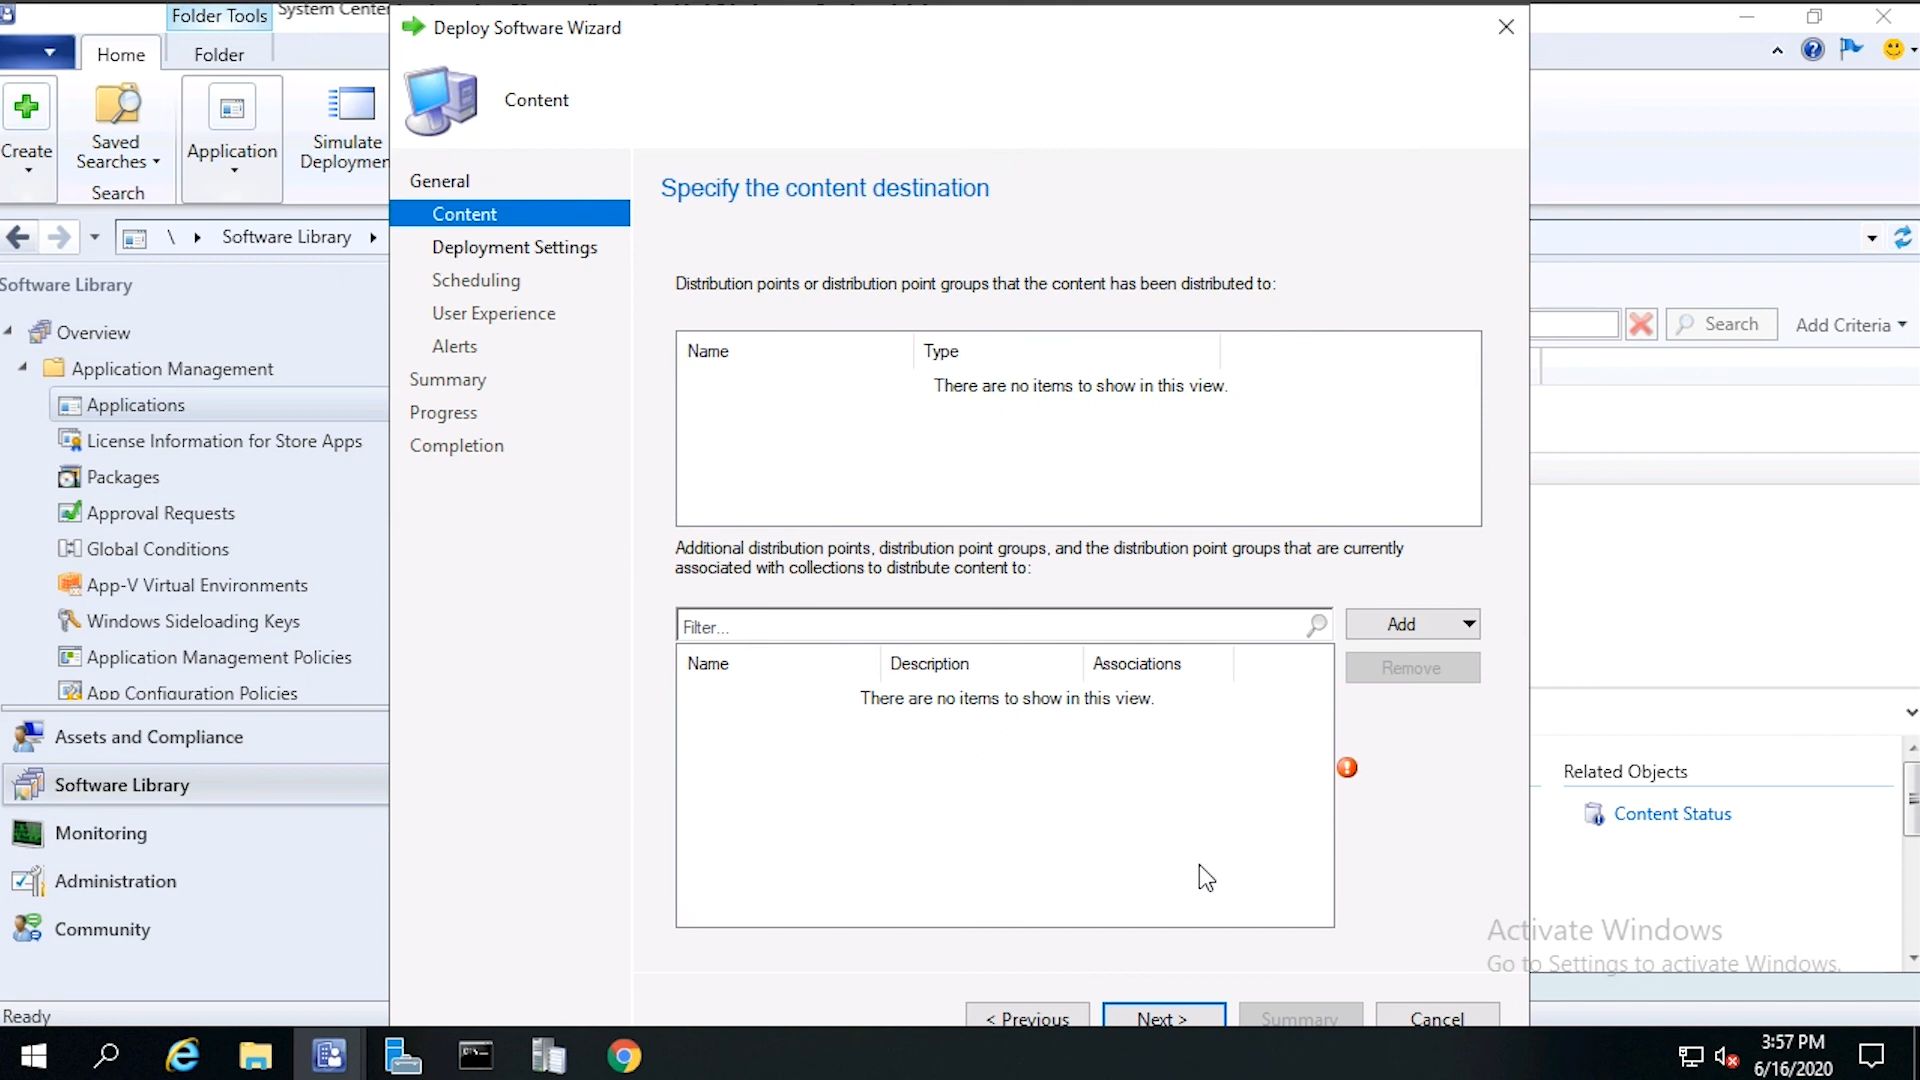 Folder Tools
System Center
Deploy Software Wizard
Home
Folder
Content
Create
Saved
Searches
Search
Application
Simulate
Deploymen
\ Software Library
General
Content
Deployment Settings
Scheduling
User Experience
Alerts
Summary
Progress
Completion
Specify the content destination
Distribution points or distribution point groups that the content has been distributed to:
Name Type
There are no items to show in this view.
Additional distribution points, distribution point groups, and the distribution point groups that are currently
associated with collections to distribute content to:
Filter...
Add
Remove
Name Description Associations
There are no items to show in this view.
< Previous
Next >
Summary
Cancel
Software Library
Overview
Application Management
Applications
License Information for Store Apps
Packages
Approval Requests
Global Conditions
App-V Virtual Environments
Windows Sideloading Keys
Application Management Policies
App Configuration Policies
Assets and Compliance
Software Library
Monitoring
Administration
Community
Ready
Search
Add Criteria
Related Objects
Content Status
Activate Windows
Go to Settings to activate Windows.
3:57 PM
6/16/2020